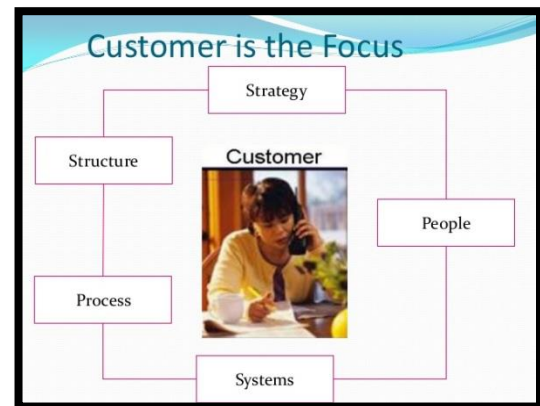 Customer is the Focus
Strategy
Structure
Customer
People
Process
Systems